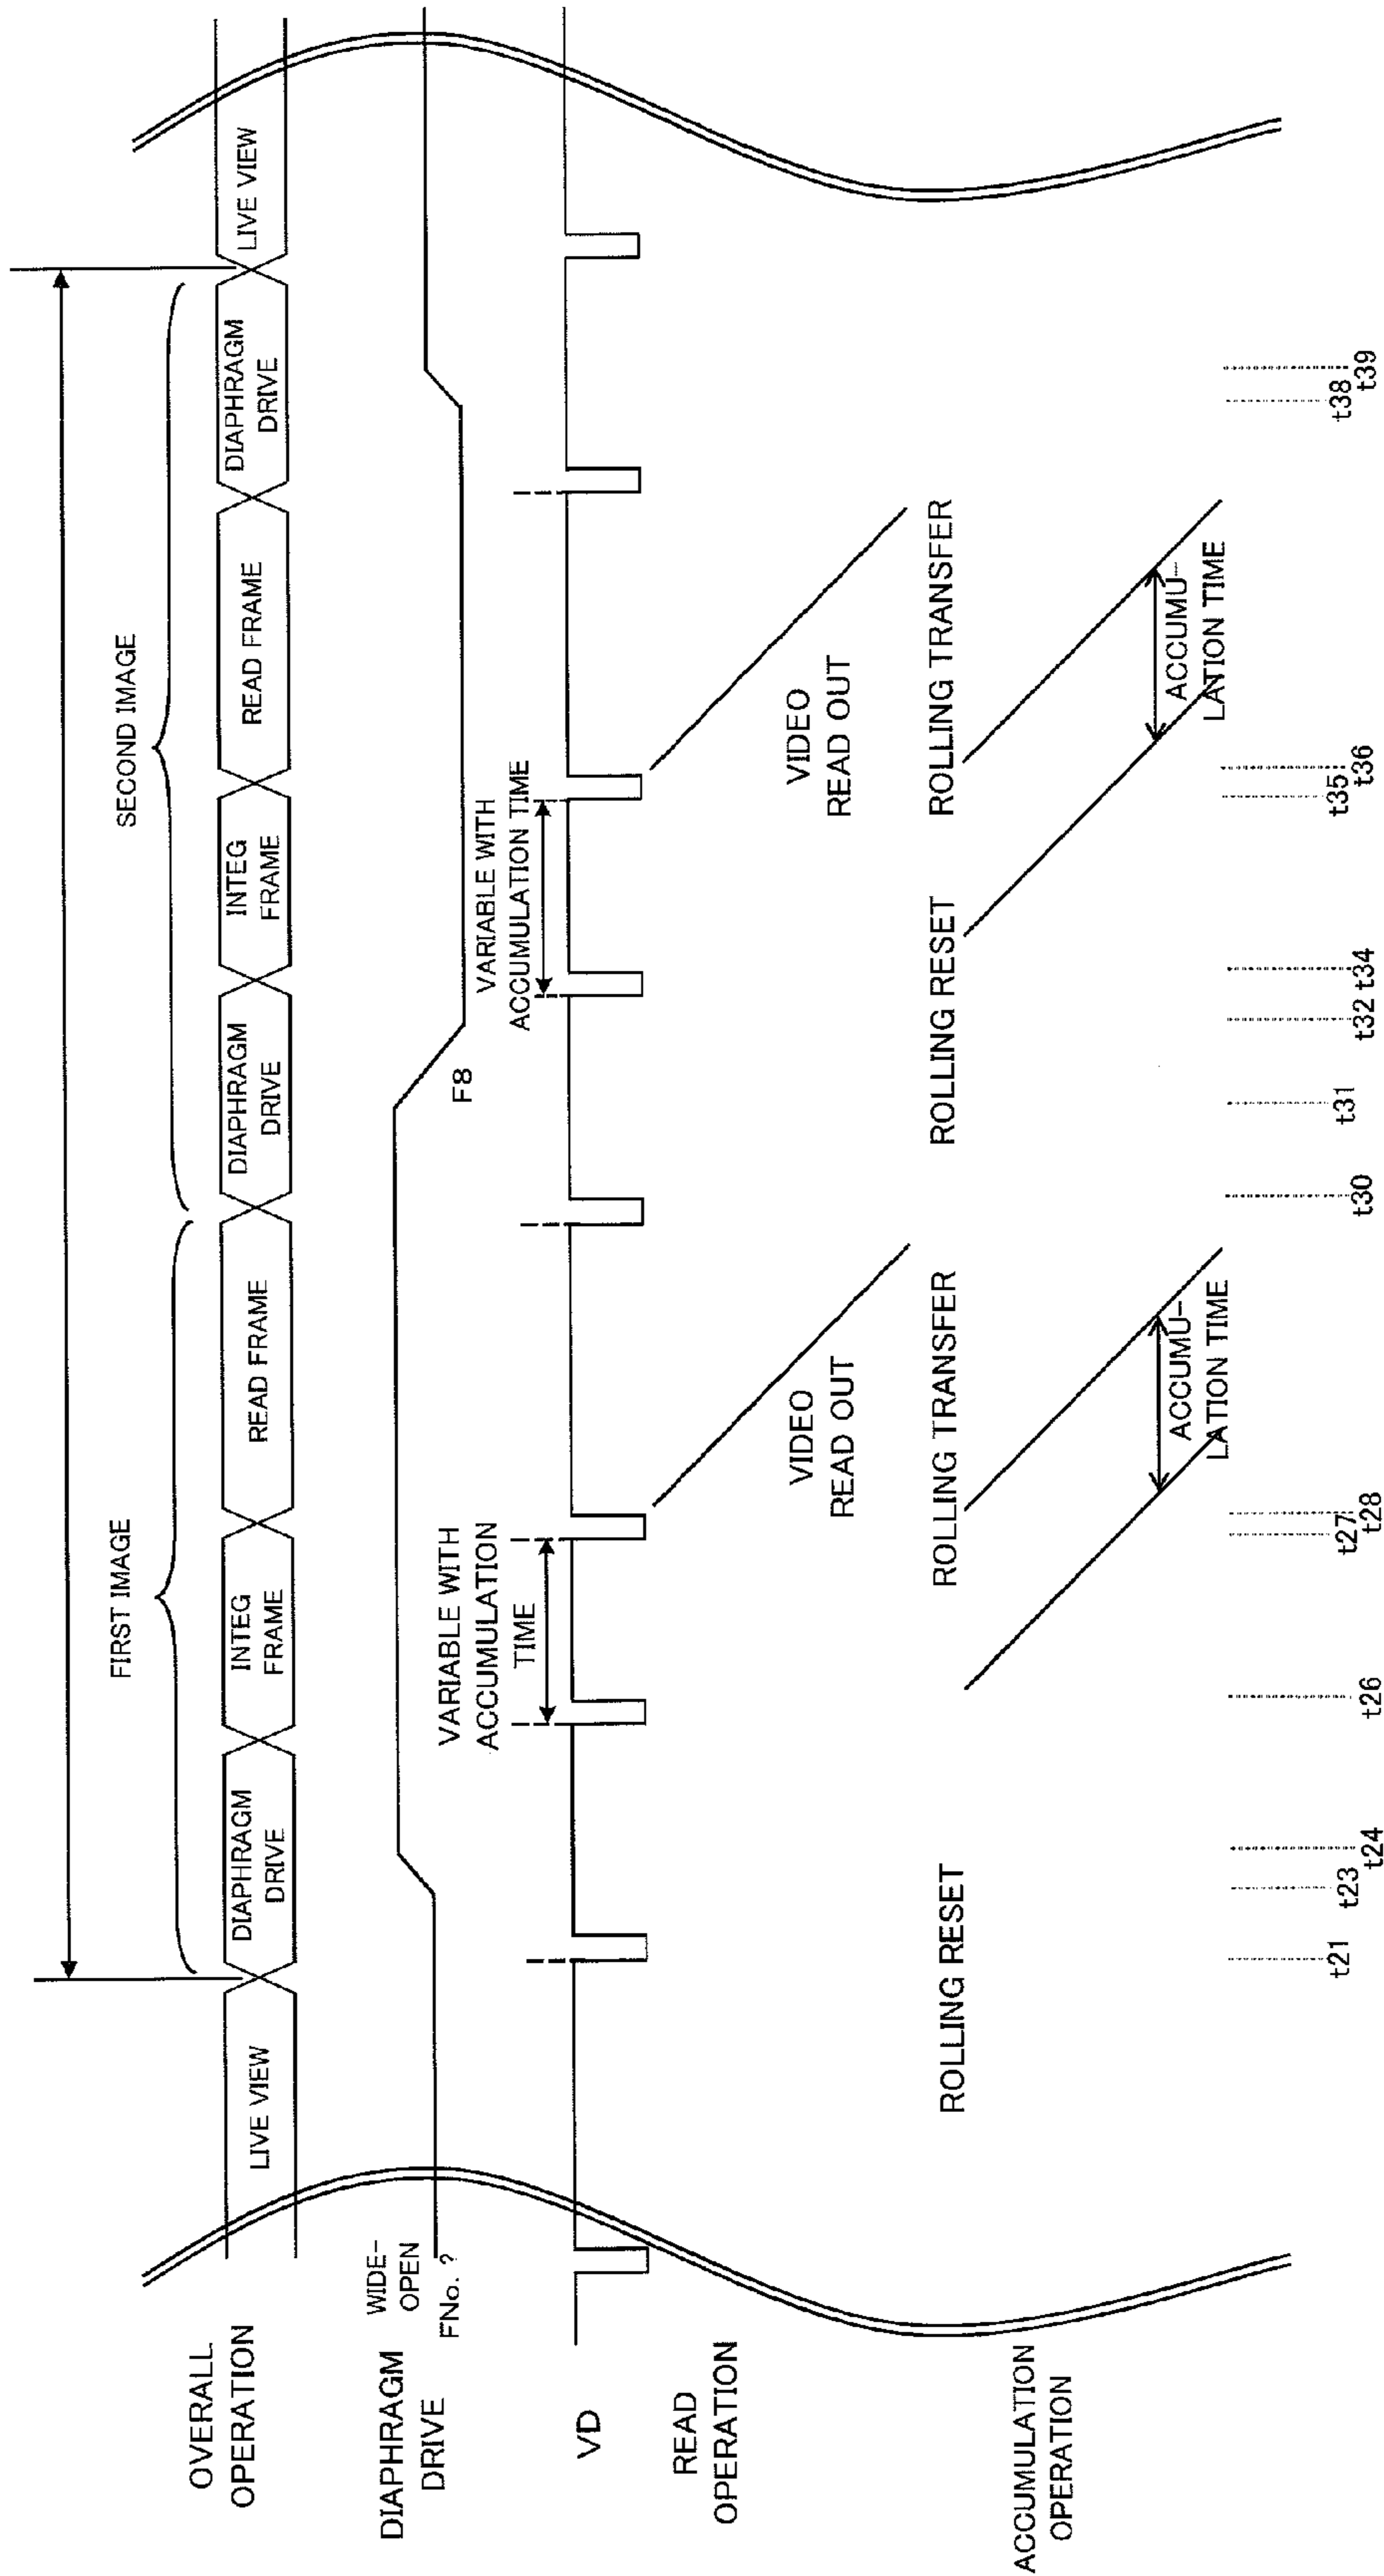 OVERALL
OPERATION
LIVE VIEW
FIRST IMAGE
DIAPHRAGM
DRIVE
INTEG
FRAME
READ FRAME
SECOND IMAGE
DIAPHRAGM
DRIVE
INTEG
FRAME
READ FRAME
DIAPHRAGM
DRIVE
LIVE VIEW
DIAPHRAGM
DRIVE
WIDE-
OPEN
FNo. ?
F8
VD
VARIABLE WITH
ACCUMULATION
TIME
VARIABLE WITH
ACCUMULATION TIME
READ
OPERATION
VIDEO
READ OUT
VIDEO
READ OUT
ACCUMULATION
OPERATION
ROLLING RESET
ROLLING TRANSFER
ACCUMU-
LATION TIME
ROLLING RESET
ROLLING TRANSFER
ACCUMU-
LATION TIME
t21
t23
t24
t26
t27
t28
t30
t31
t32
t34
t35
t36
t38
t39